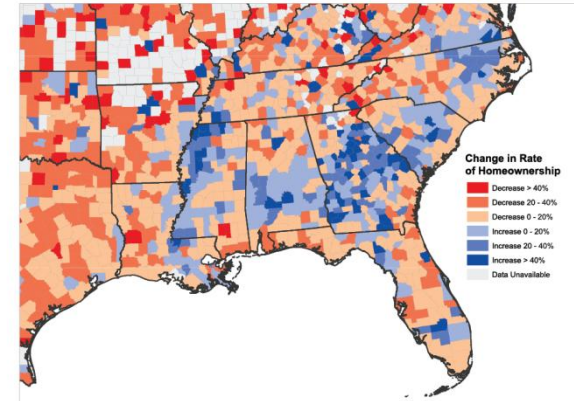 Change in Rate
of Homeownership
Decrease > 40%
Decrease 20 - 40%
Decrease 0 - 20%
Increase 0 - 20%
Increase 20 - 40%
Increase > 40%
Data Unavailable